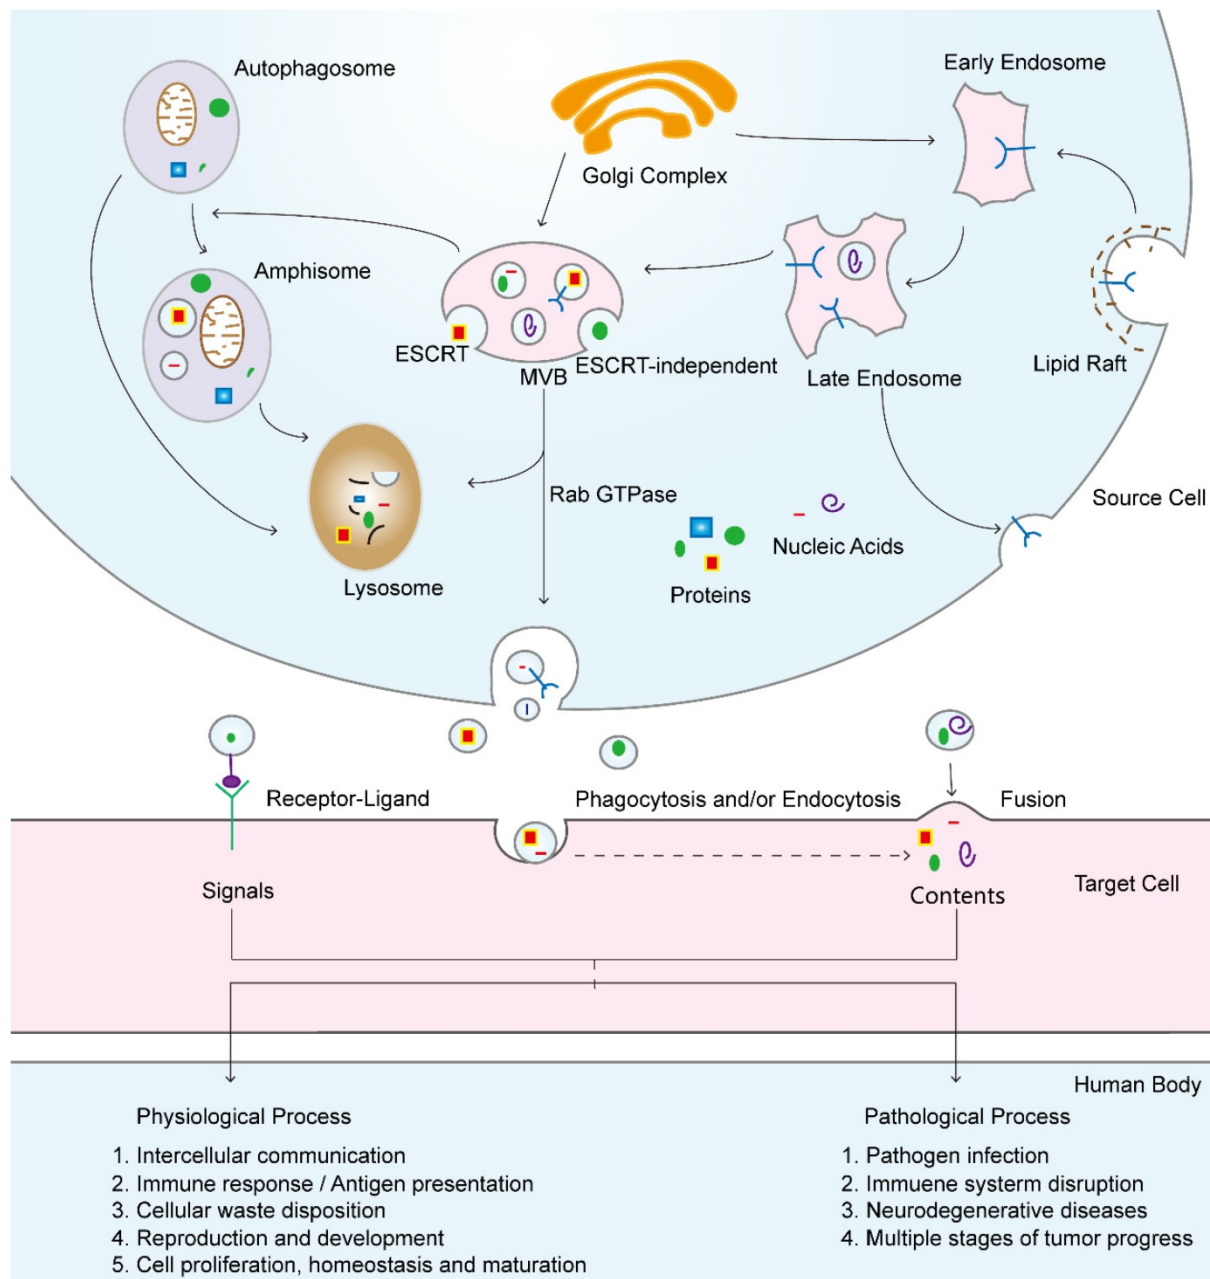 Autophagosome
Early Endosome
Golgi Complex
Amphisome
ESCRT
MVB
ESCRT-independent
Late Endosome
Lipid Raft
Rab GTPase
Source Cell
Nucleic Acids
Lysosome
Proteins
Receptor-Ligand
Phagocytosis and/or Endocytosis
Fusion
Signals
Contents
Target Cell
Human Body
Physiological Process
1. Intercellular communication
2. Immune response / Antigen presentation
3. Cellular waste disposition
4. Reproduction and development
5. Cell proliferation, homeostasis and maturation
Pathological Process
1. Pathogen infection
2. Immuene systerm disruption
3. Neurodegenerative diseases
4. Multiple stages of tumor progress